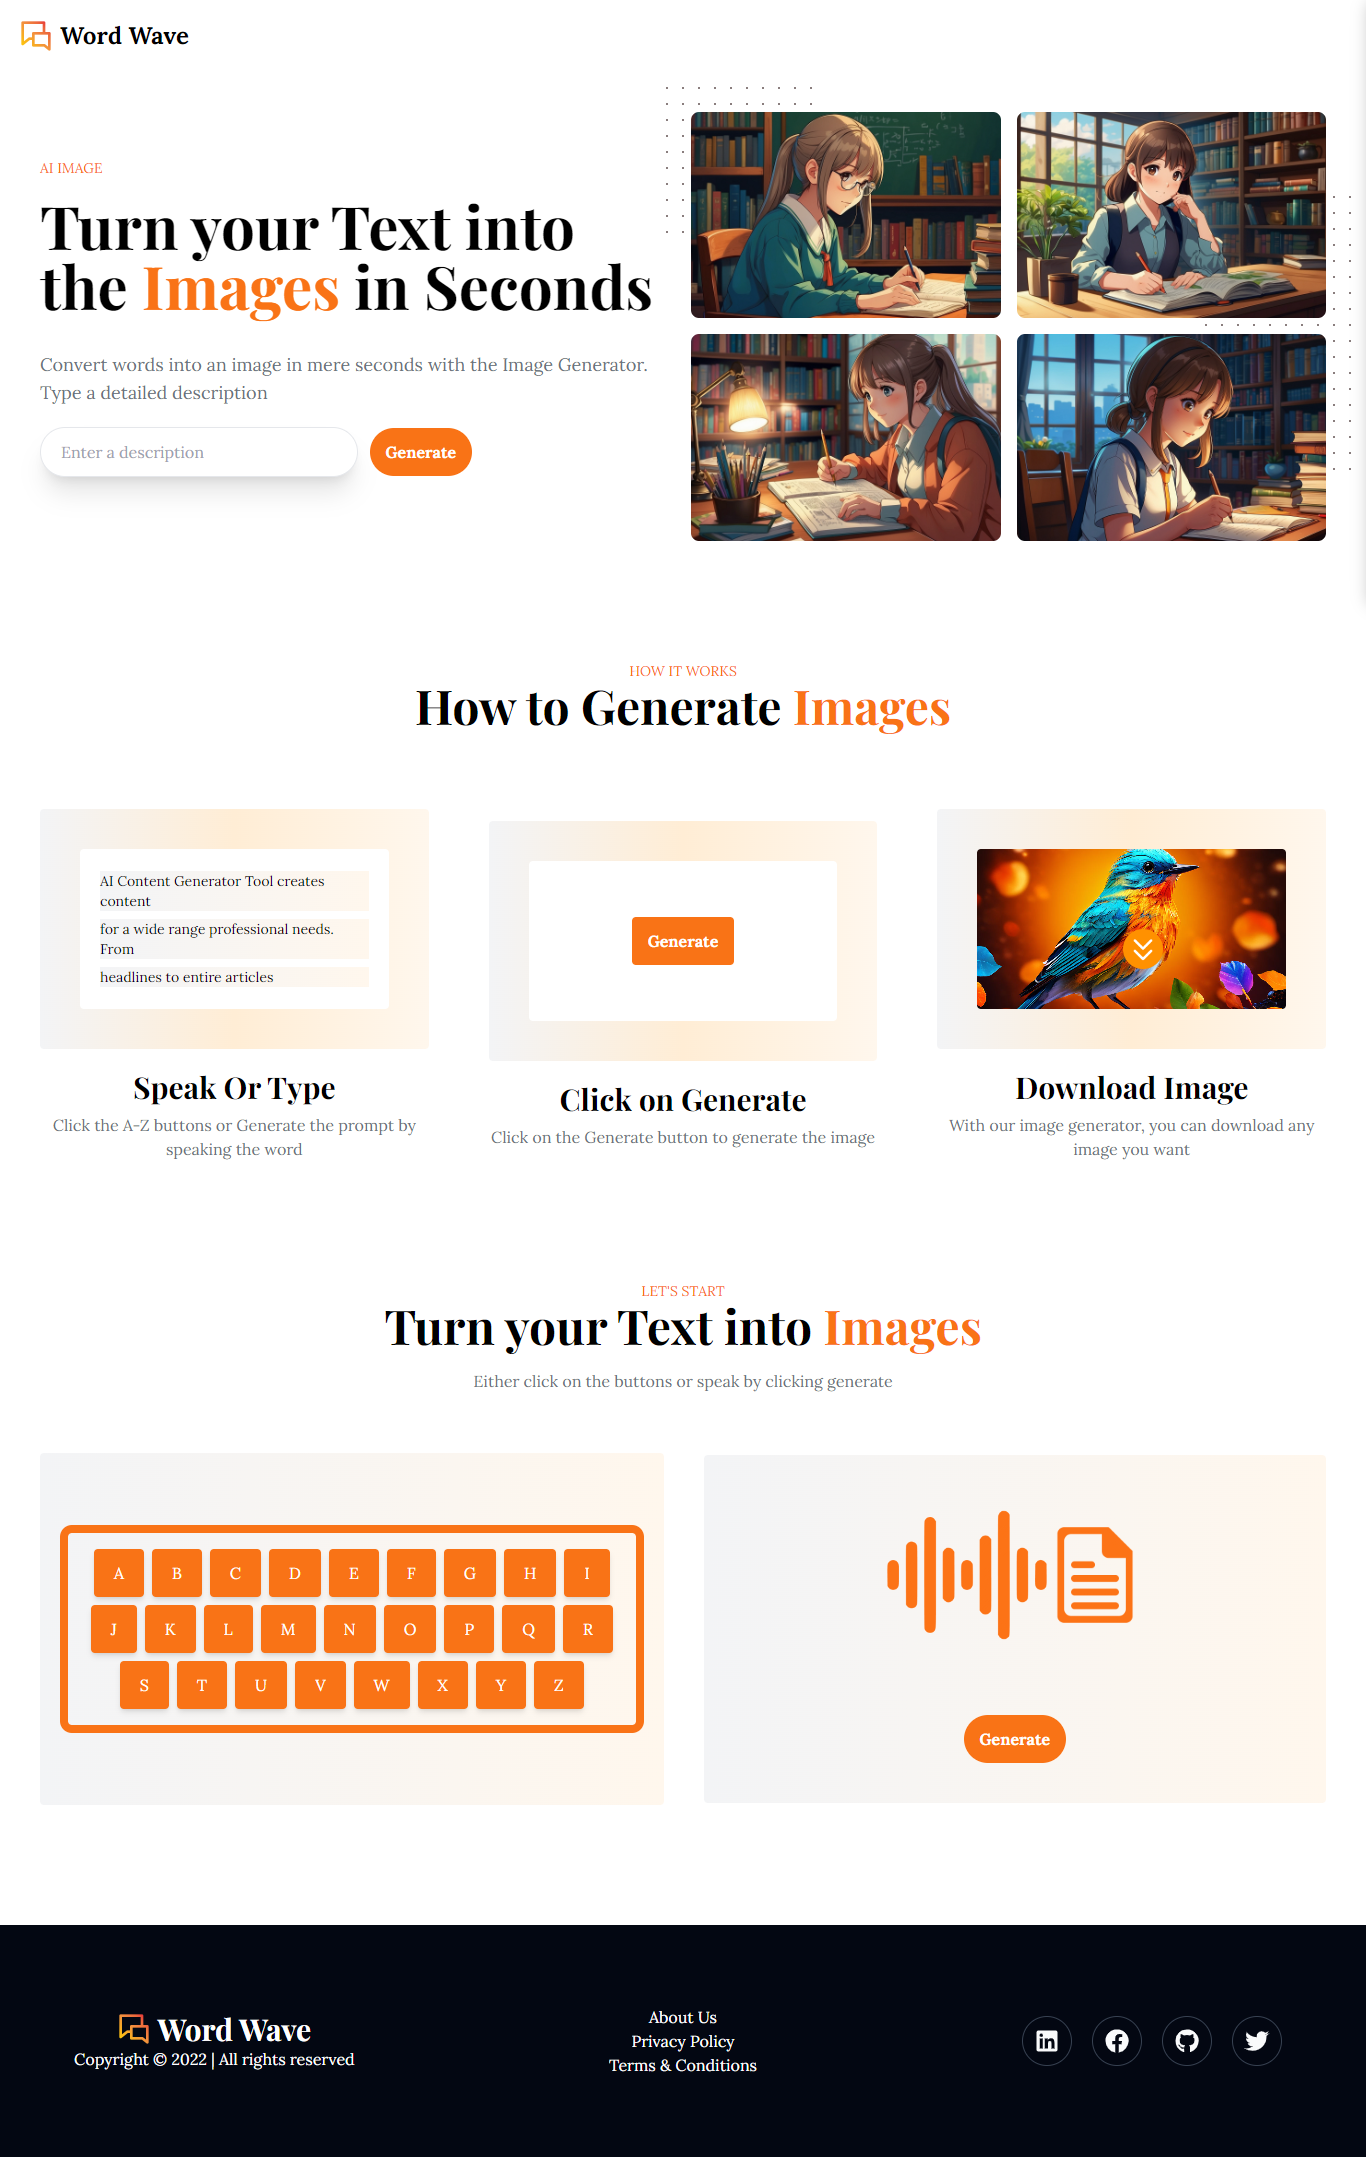 Word Wave
AI IMAGE
Turn your Text into
the Images in Seconds
Convert words into an image in mere seconds with the Image Generator.
Type a detailed description
Enter a description
Generate
HOW IT WORKS
How to Generate Images
AI Content Generator Tool creates
content
for a wide range professional needs.
From
headlines to entire articles
Speak Or Type
Click the A-Z buttons or Generate the prompt by
speaking the word
Generate
Click on Generate
Click on the Generate button to generate the image
Download Image
With our image generator, you can download any
image you want
LET'S START
Turn your Text into Images
Either click on the buttons or speak by clicking generate
A B C D E F G H I
J K L M N O P Q R
S T U V W X Y Z
Generate
Word Wave
Copyright © 2022 | All rights reserved
About Us
Privacy Policy
Terms & Conditions